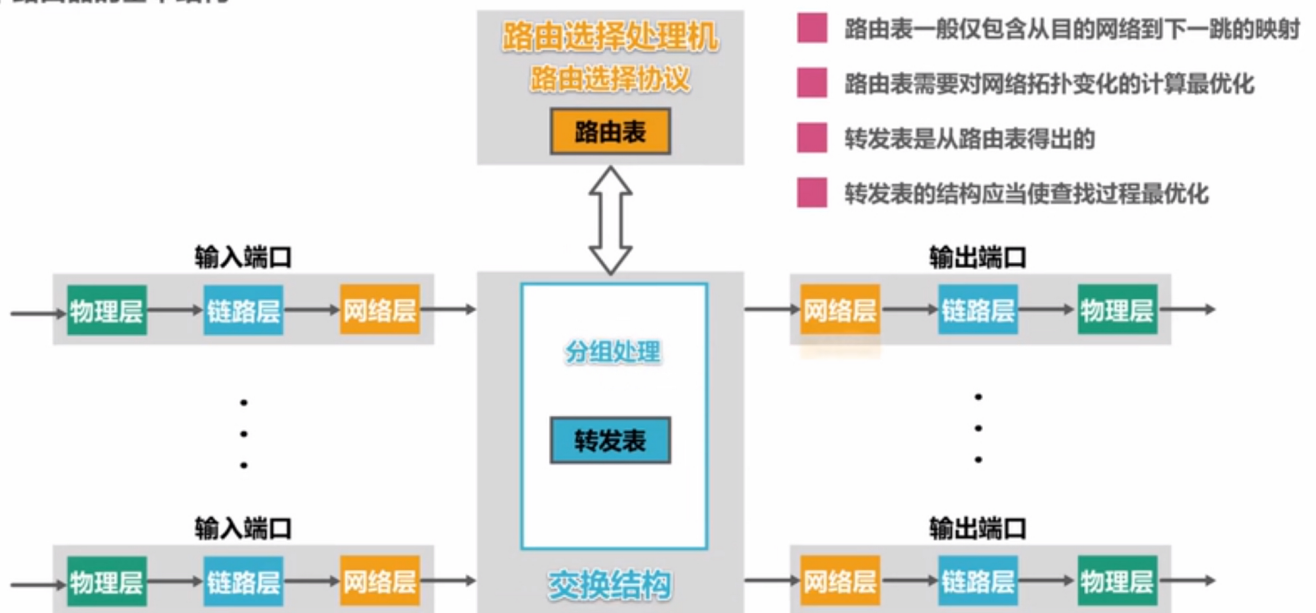 路由选择处理机
路由选择协议
路由表
路由表一般仅包含从目的网络到下一跳的映射
路由表需要对网络拓扑变化的计算最优化
转发表是从路由表得出的
转发表的结构应当使查找过程最优化
输入端口
物理层
链路层
网络层
分组处理
转发表
输出端口
网络层
链路层
物理层
输入端口
物理层
链路层
网络层
交换结构
输出端口
网络层
链路层
物理层